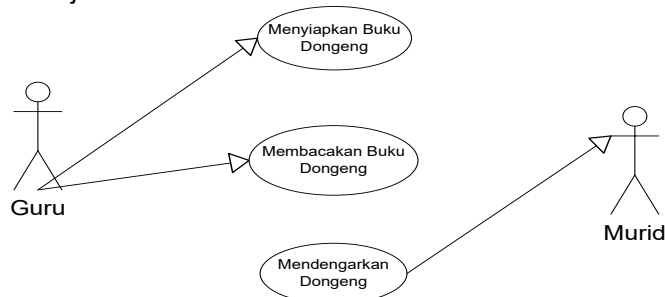 Menyiapkan Buku
Dongeng
Membacakan Buku
Dongeng
Guru
Murid
Mendengarkan
Dongeng